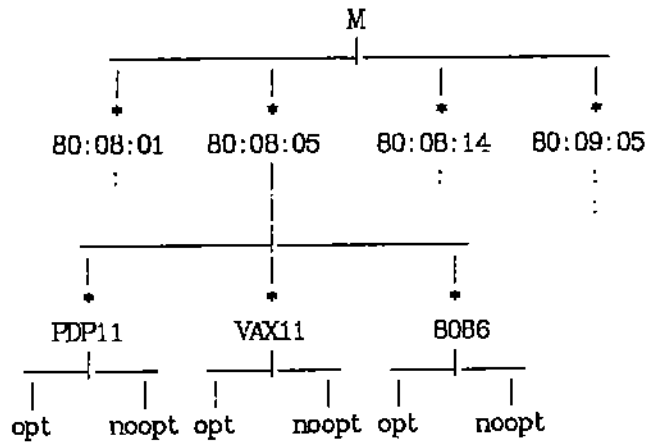 M
* * * *
80:08:01 80:08:05 80:08:14 80:09:05
: : :
:
* * *
PDP11 VAX11 8086
opt noopt opt noopt opt noopt